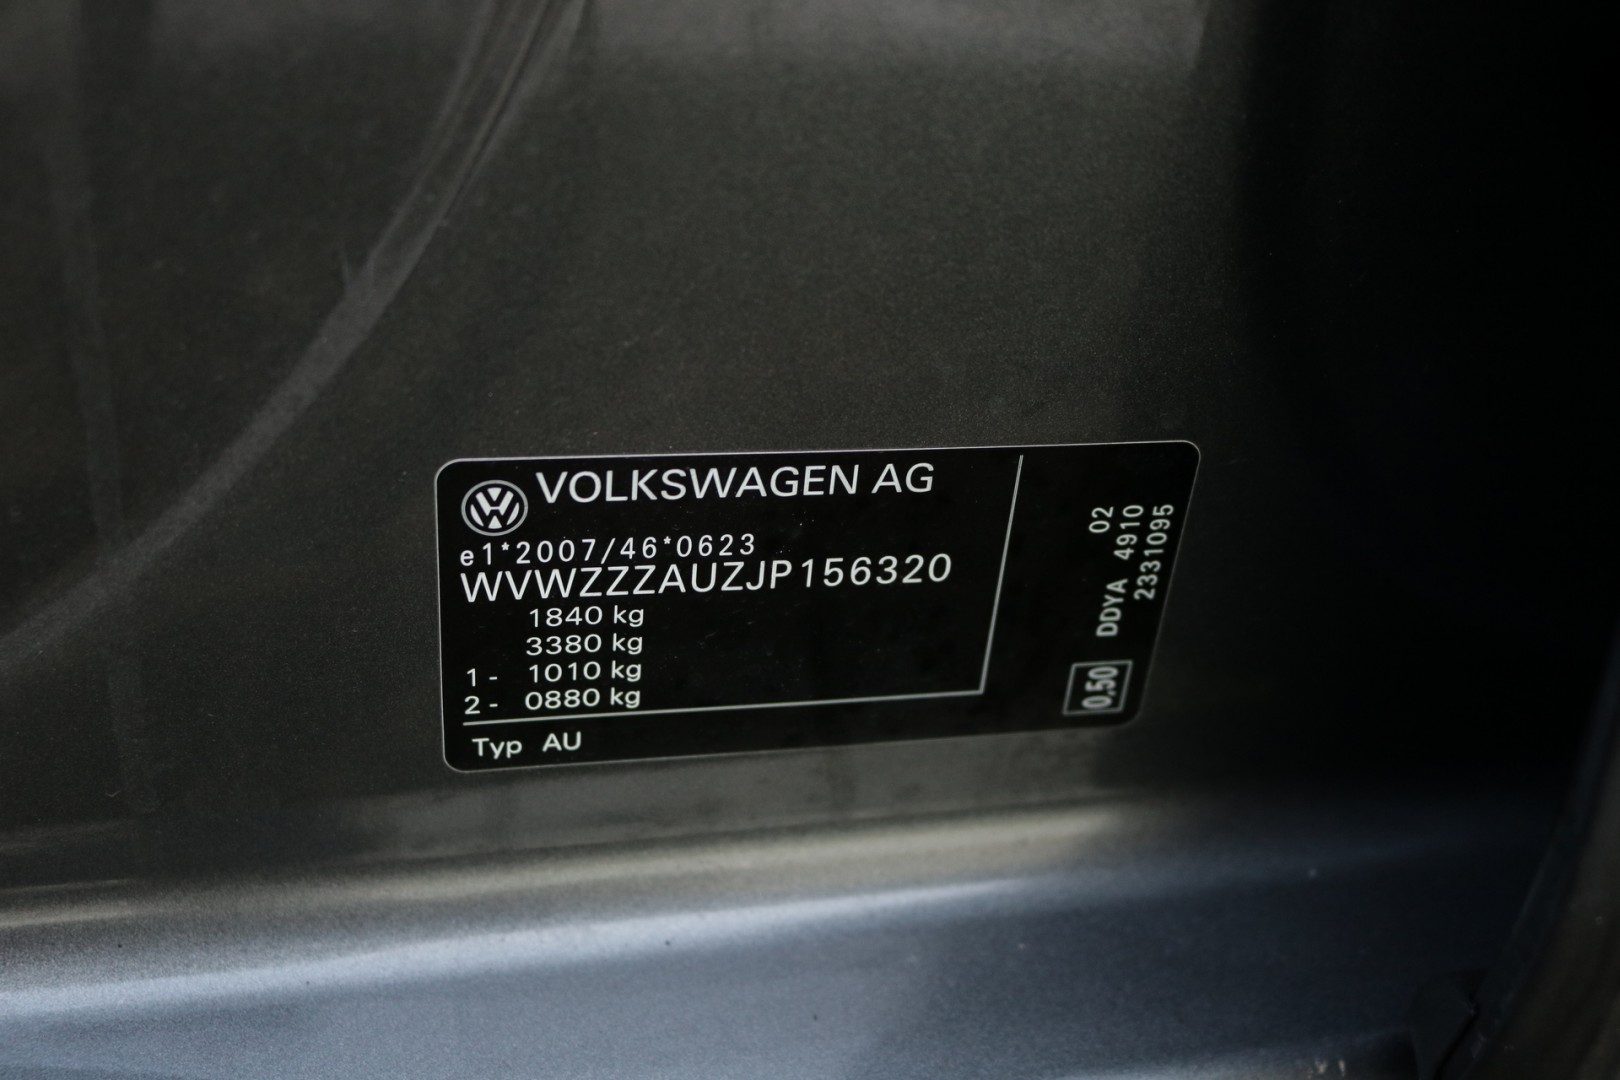 VOLKSWAGEN AG
e1*2007/46*0623
WVWZZZAUZJP156320
1840 kg
3380 kg
1 - 1010 kg
2 - 0880 kg
Typ AU
02
DDYA 4910
2331095
0,50